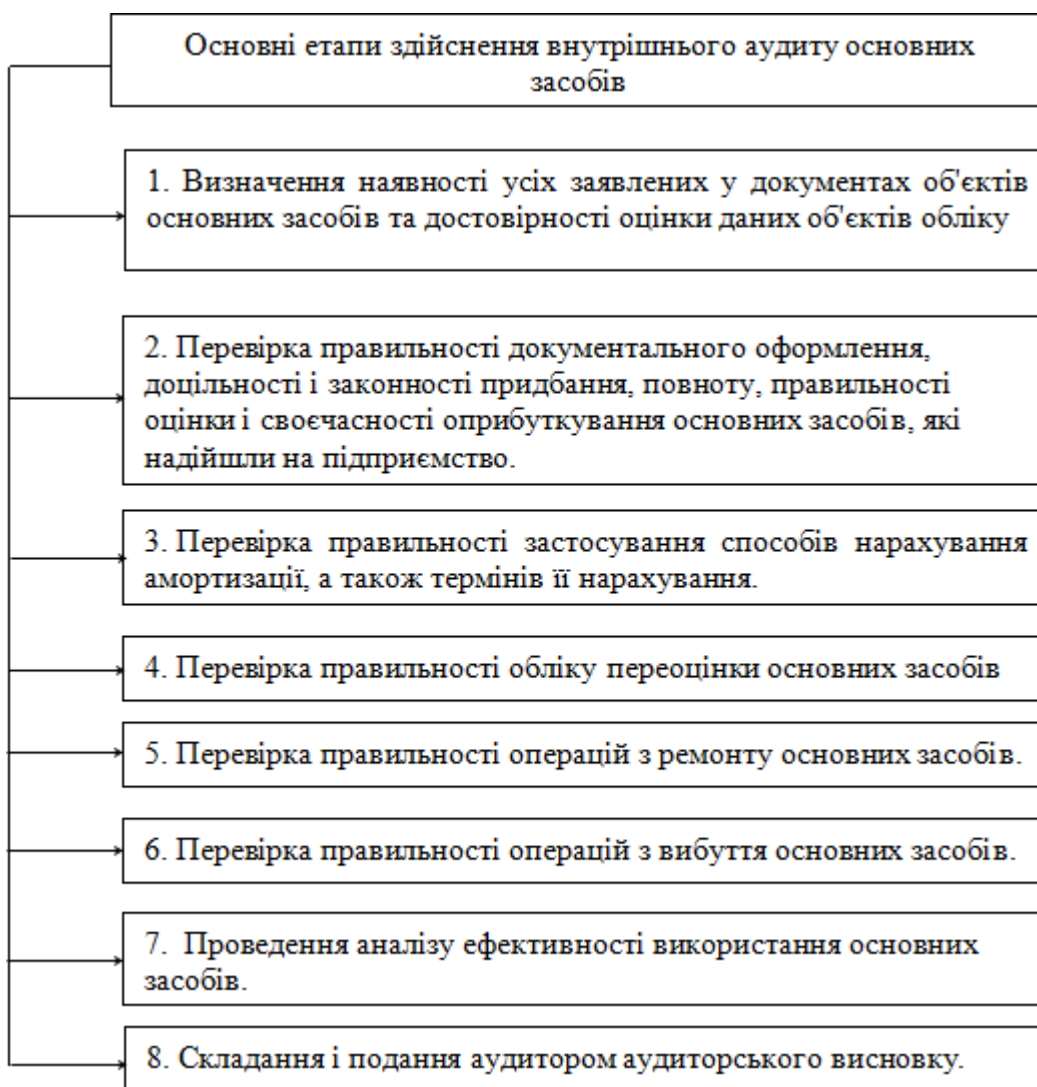 Основні етапи здійснення внутрішнього аудиту основних
засобів
1. Визначення наявності усіх заявлених у документах об'єктів
основних засобів та достовірності оцінки даних об'єктів обліку
2. Перевірка правильності документального оформлення,
доцільності і законності придбання, повноту, правильності
оцінки і своєчасності оприбуткування основних засобів, які
надійшли на підприємство.
3. Перевірка правильності застосування способів нарахування
амортизації, а також термінів її нарахування.
4. Перевірка правильності обліку переоцінки основних засобів
5. Перевірка правильності операцій з ремонту основних засобів.
6. Перевірка правильності операцій з вибуття основних засобів.
7. Проведення аналізу ефективності використання основних
засобів.
8. Складання і подання аудитором аудиторського висновку.